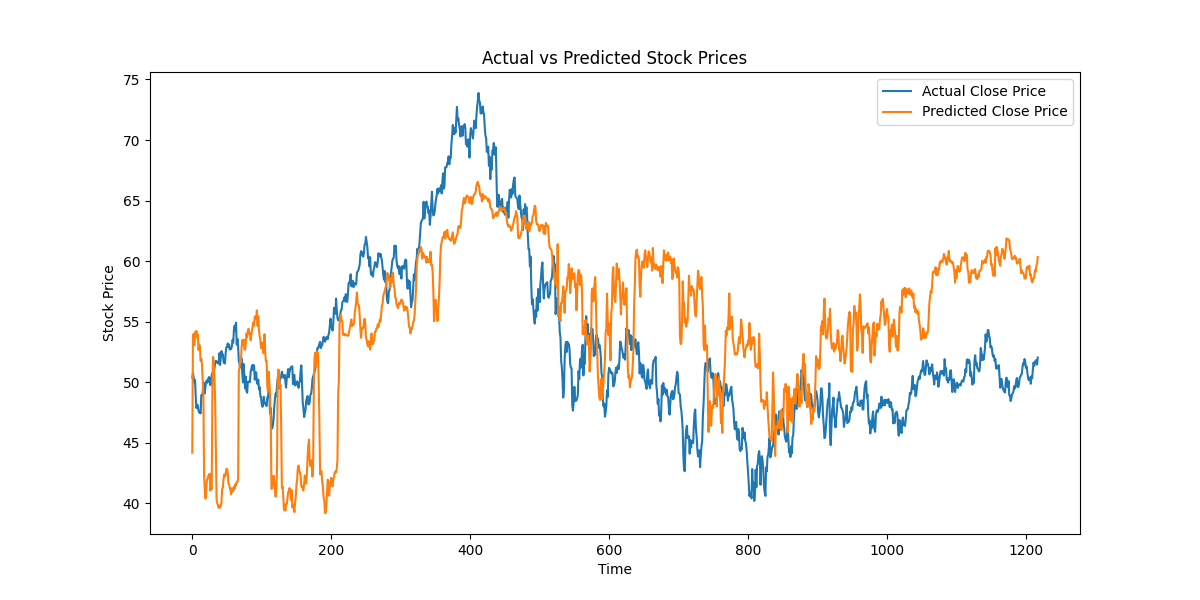 Actual vs Predicted Stock Prices
Actual Close Price
Predicted Close Price
Stock Price
75
70
65
60
55
50
45
40
0 200 400 600 800 1000 1200
Time